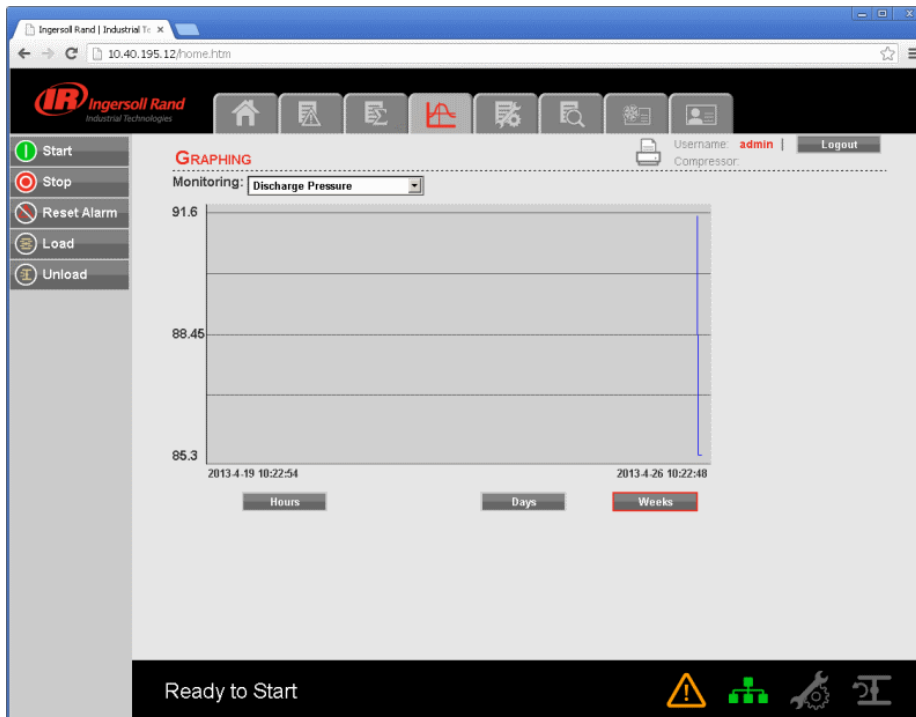 Ingersoll Rand | Industrial Te
10.40.195.12/home.htm
IR Ingersoll Rand
Industrial Technologies
Start
Stop
Reset Alarm
Load
Unload
GRAPHING
Username: admin | Logout
Compressor:
Monitoring: Discharge Pressure
91.6
88.45
85.3
2013-4-19 10:22:54
2013-4-26 10:22:48
Hours
Days
Weeks
Ready to Start